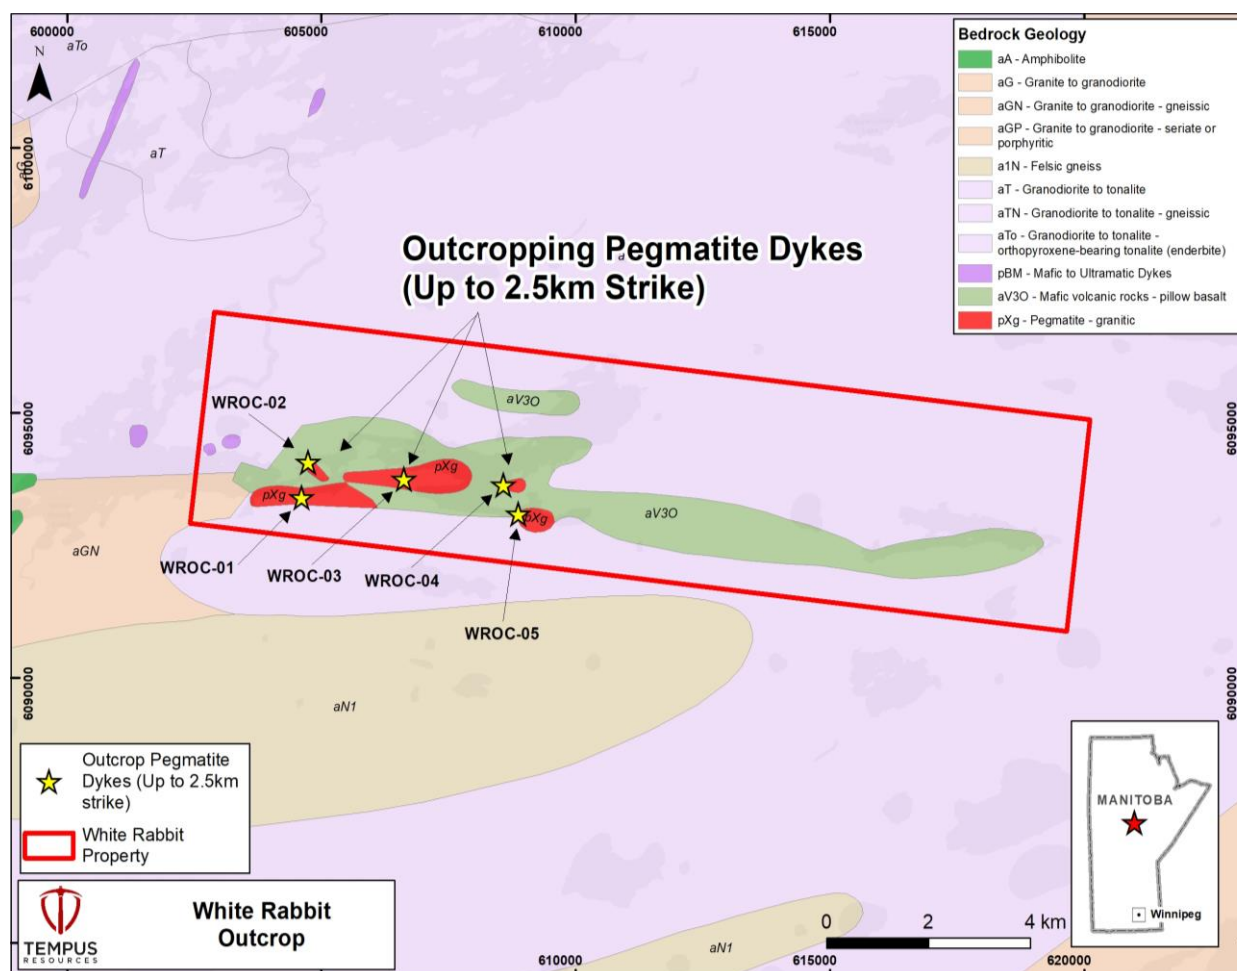 600000
605000
610000
615000
N
aTo
aT
6100000
6100000
Bedrock Geology
aA - Amphibolite
aG - Granite to granodiorite
aGN - Granite to granodiorite - gneissic
aGP - Granite to granodiorite - seriate or
porphyritic
a1N - Felsic gneiss
aT - Granodiorite to tonalite
aTN - Granodiorite to tonalite - gneissic
aTo - Granodiorite to tonalite -
orthopyroxene-bearing tonalite (enderbite)
pBM - Mafic to Ultramatic Dykes
aV3O - Mafic volcanic rocks - pillow basalt
pXg - Pegmatite - granitic
Outcropping Pegmatite Dykes
(Up to 2.5km Strike)
6095000
6095000
WROC-02
aV3O
pXg
pXg
pXg
aV3O
aGN
WROC-01
WROC-03
WROC-04
WROC-05
6090000
6090000
aN1
aN1
Outcrop Pegmatite
Dykes (Up to 2.5km
strike)
White Rabbit
Property
TEMPUS
RESOURCES
White Rabbit
Outcrop
0 2 4 km
MANITOBA
Winnipeg
605000
610000
615000
620000